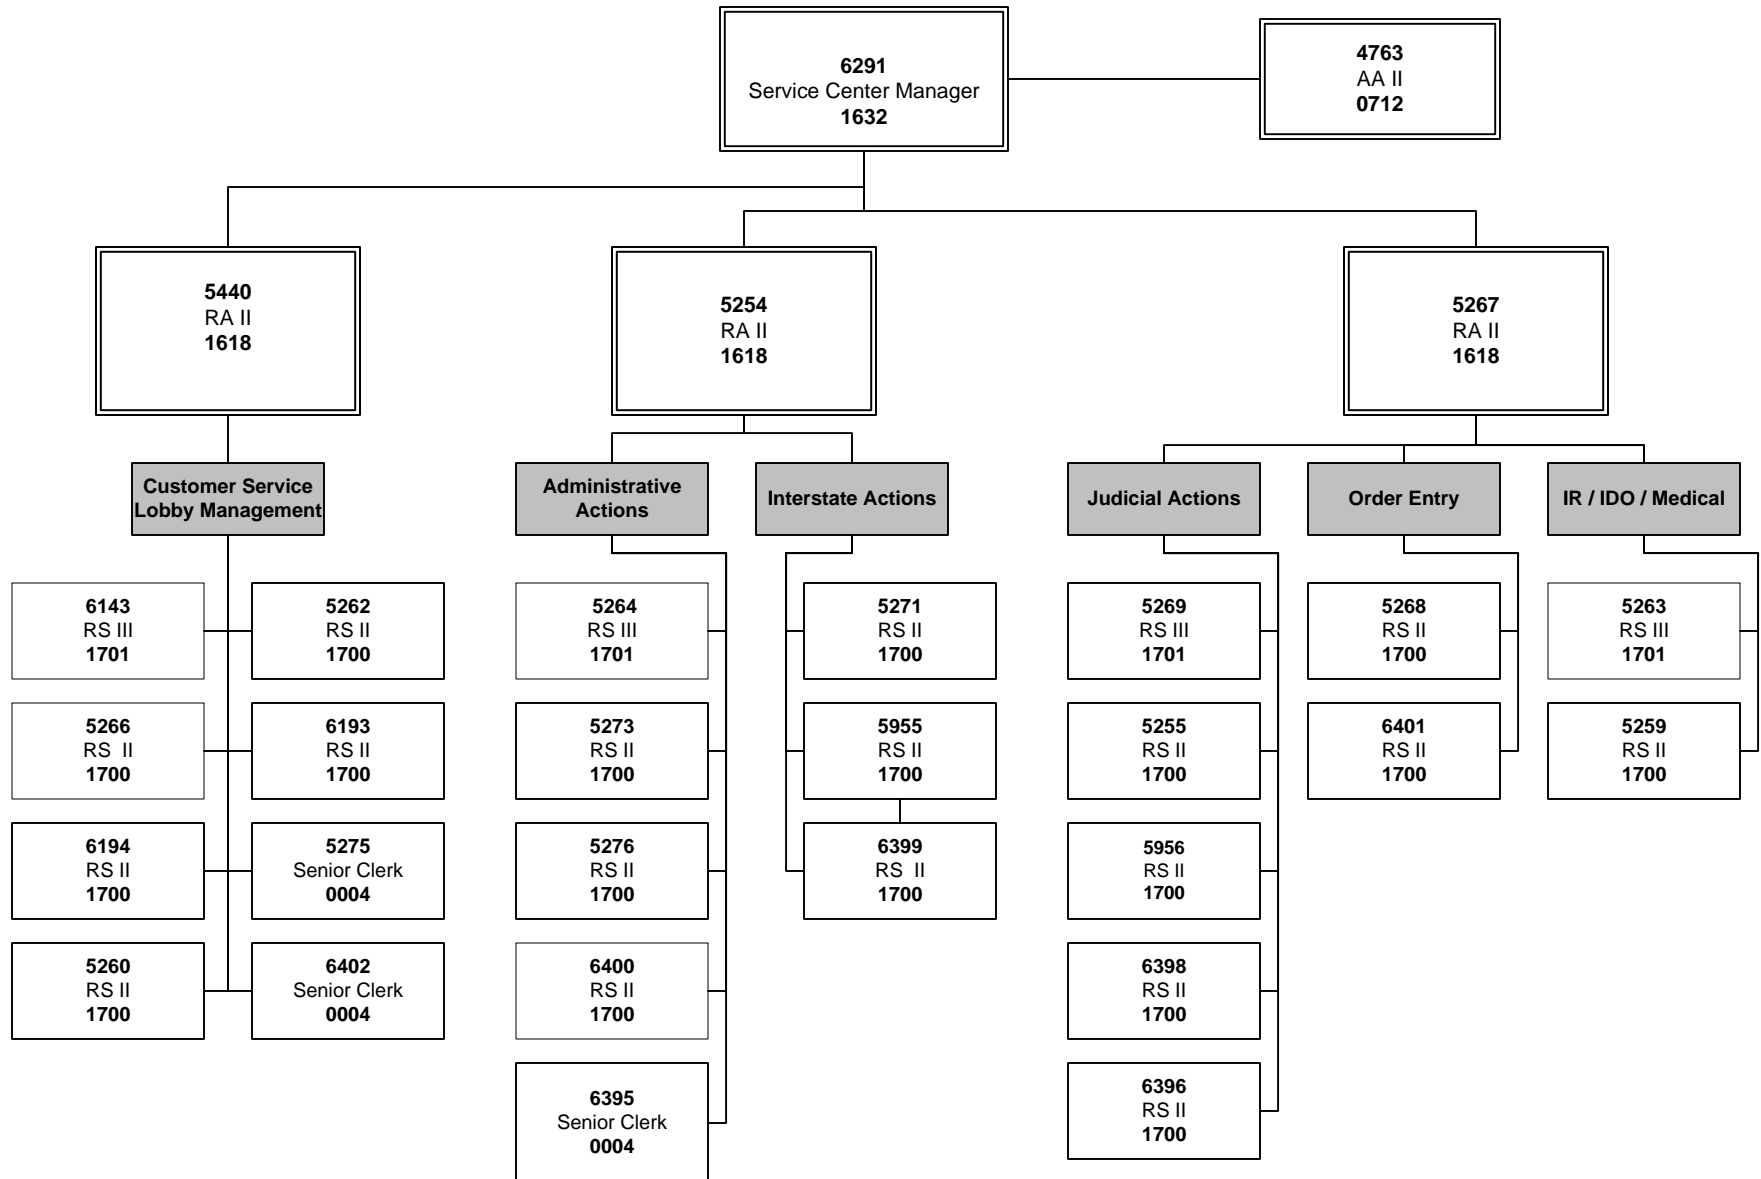 6291
Service Center Manager
1632
4763
AA II
0712
5440
RA II
1618
5254
RA II
1618
5267
RA II
1618
Customer Service
Lobby Management
Administrative
Actions
Interstate Actions
Judicial Actions
Order Entry
IR / IDO / Medical
6143
RS III
1701
5262
RS II
1700
5264
RS III
1701
5271
RS II
1700
5269
RS III
1701
5268
RS II
1700
5263
RS III
1701
5266
RS II
1700
6193
RS II
1700
5273
RS II
1700
5955
RS II
1700
5255
RS II
1700
6401
RS II
1700
5259
RS II
1700
6194
RS II
1700
5275
Senior Clerk
0004
5276
RS II
1700
6399
RS II
1700
5956
RS II
1700
5260
RS II
1700
6402
Senior Clerk
0004
6400
RS II
1700
6398
RS II
1700
6395
Senior Clerk
0004
6396
RS II
1700